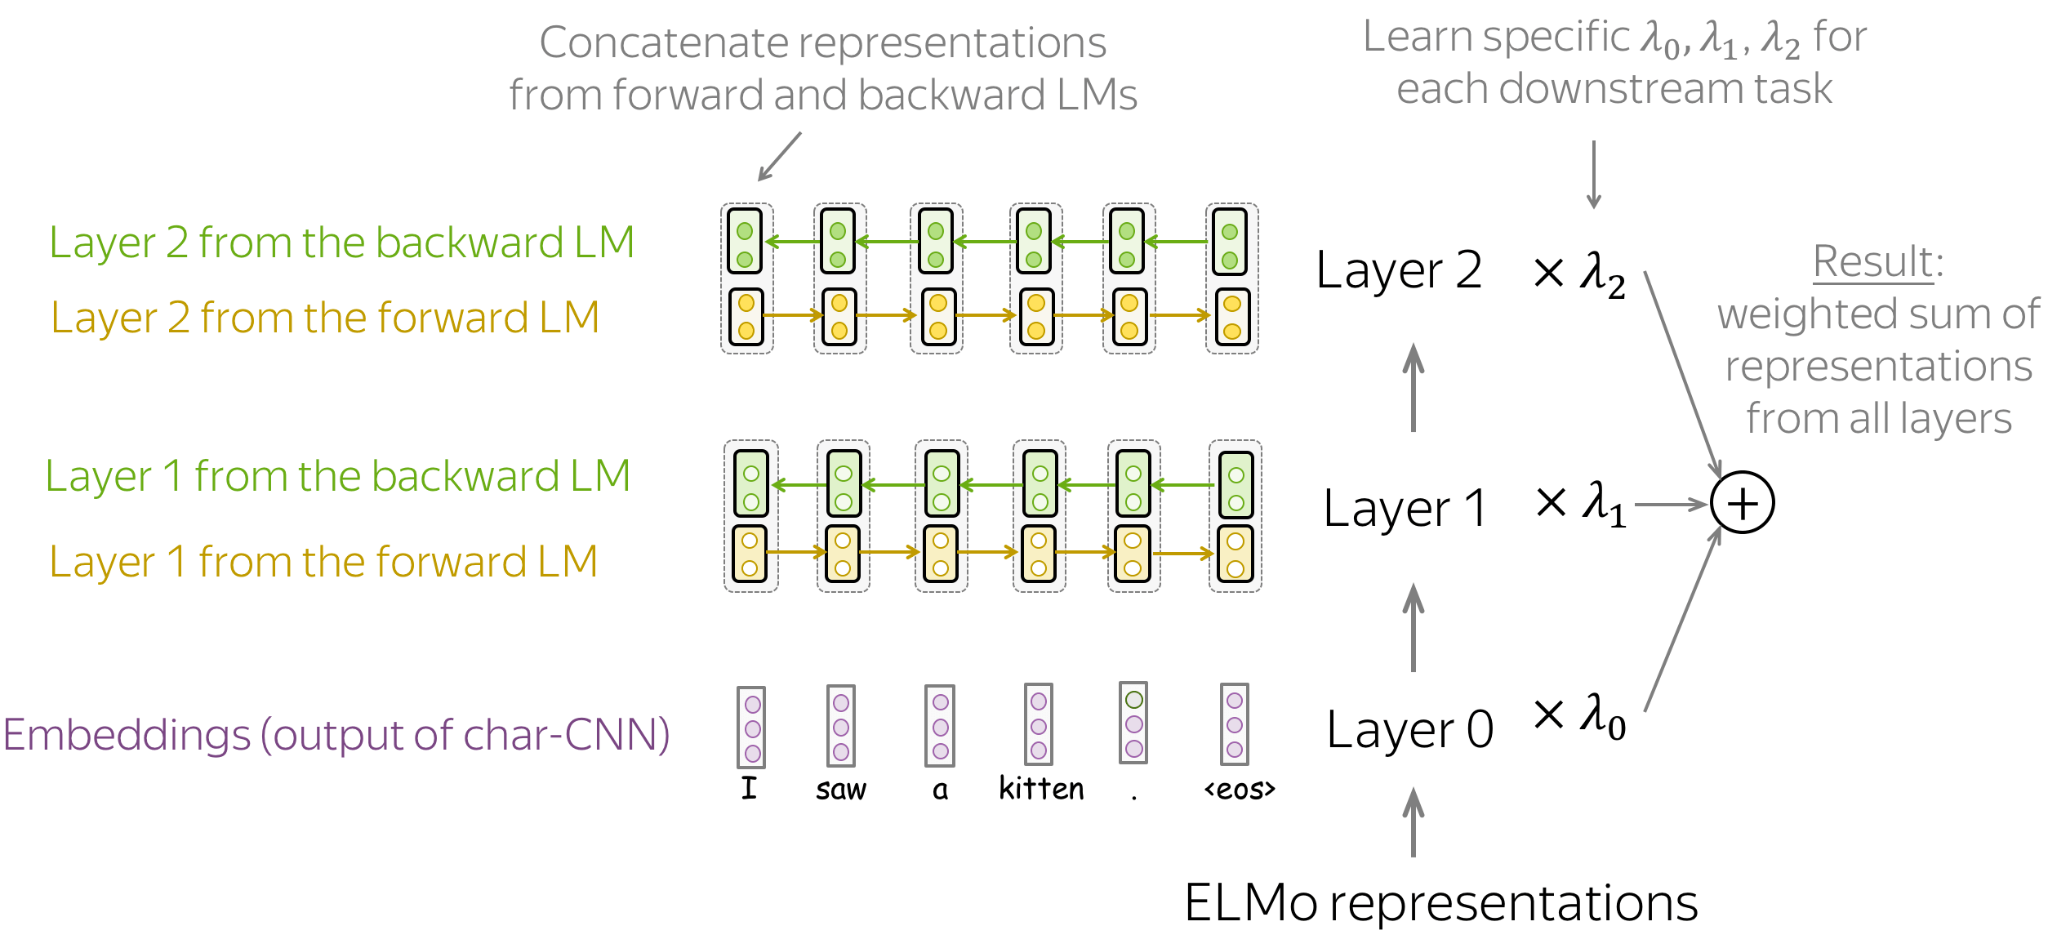 Concatenate representations
from forward and backward LMs
Learn specific λ₀, λ₁, λ₂ for
each downstream task
Layer 2 from the backward LM
Layer 2 from the forward LM
Layer 2 × λ₂
Result:
weighted sum of
representations
from all layers
Layer 1 from the backward LM
Layer 1 from the forward LM
Layer 1 × λ₁
+
Embeddings (output of char-CNN)
Layer 0 × λ₀
I saw a kitten . <eos>
ELMo representations